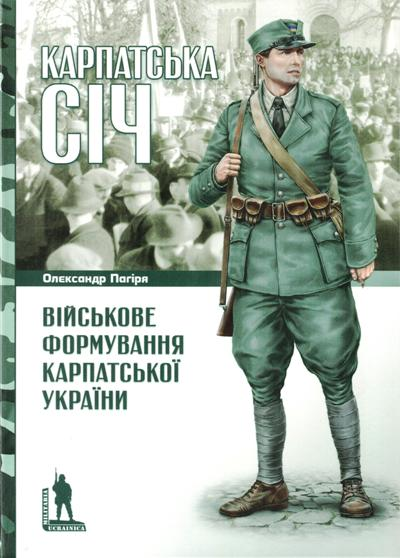 КАРПАТСЬКА
СІЧ
Олександр Пагіря
ВІЙСЬКОВЕ
ФОРМУВАННЯ
КАРПАТСЬКОЇ
УКРАЇНИ
MILITARIA
UCRAINICA